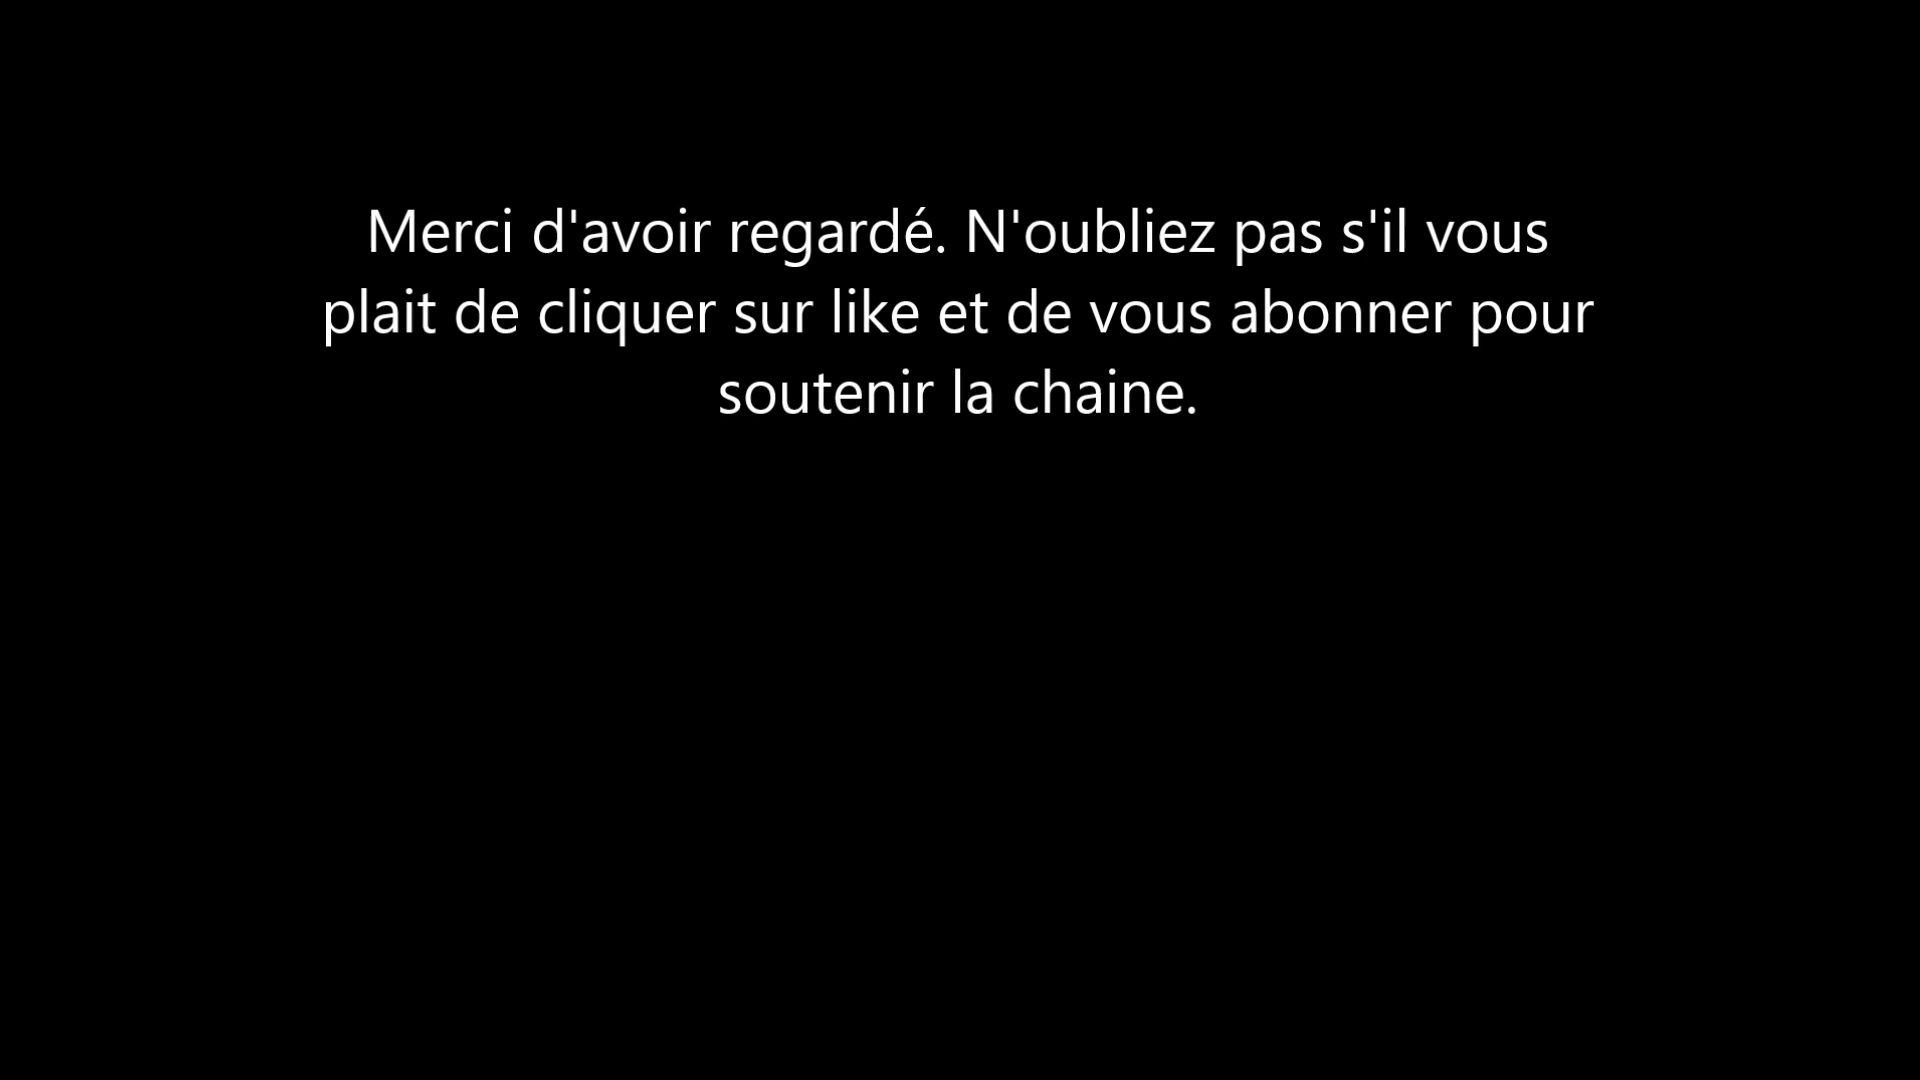 Merci d'avoir regardé. N'oubliez pas s'il vous
plait de cliquer sur like et de vous abonner pour
soutenir la chaine.